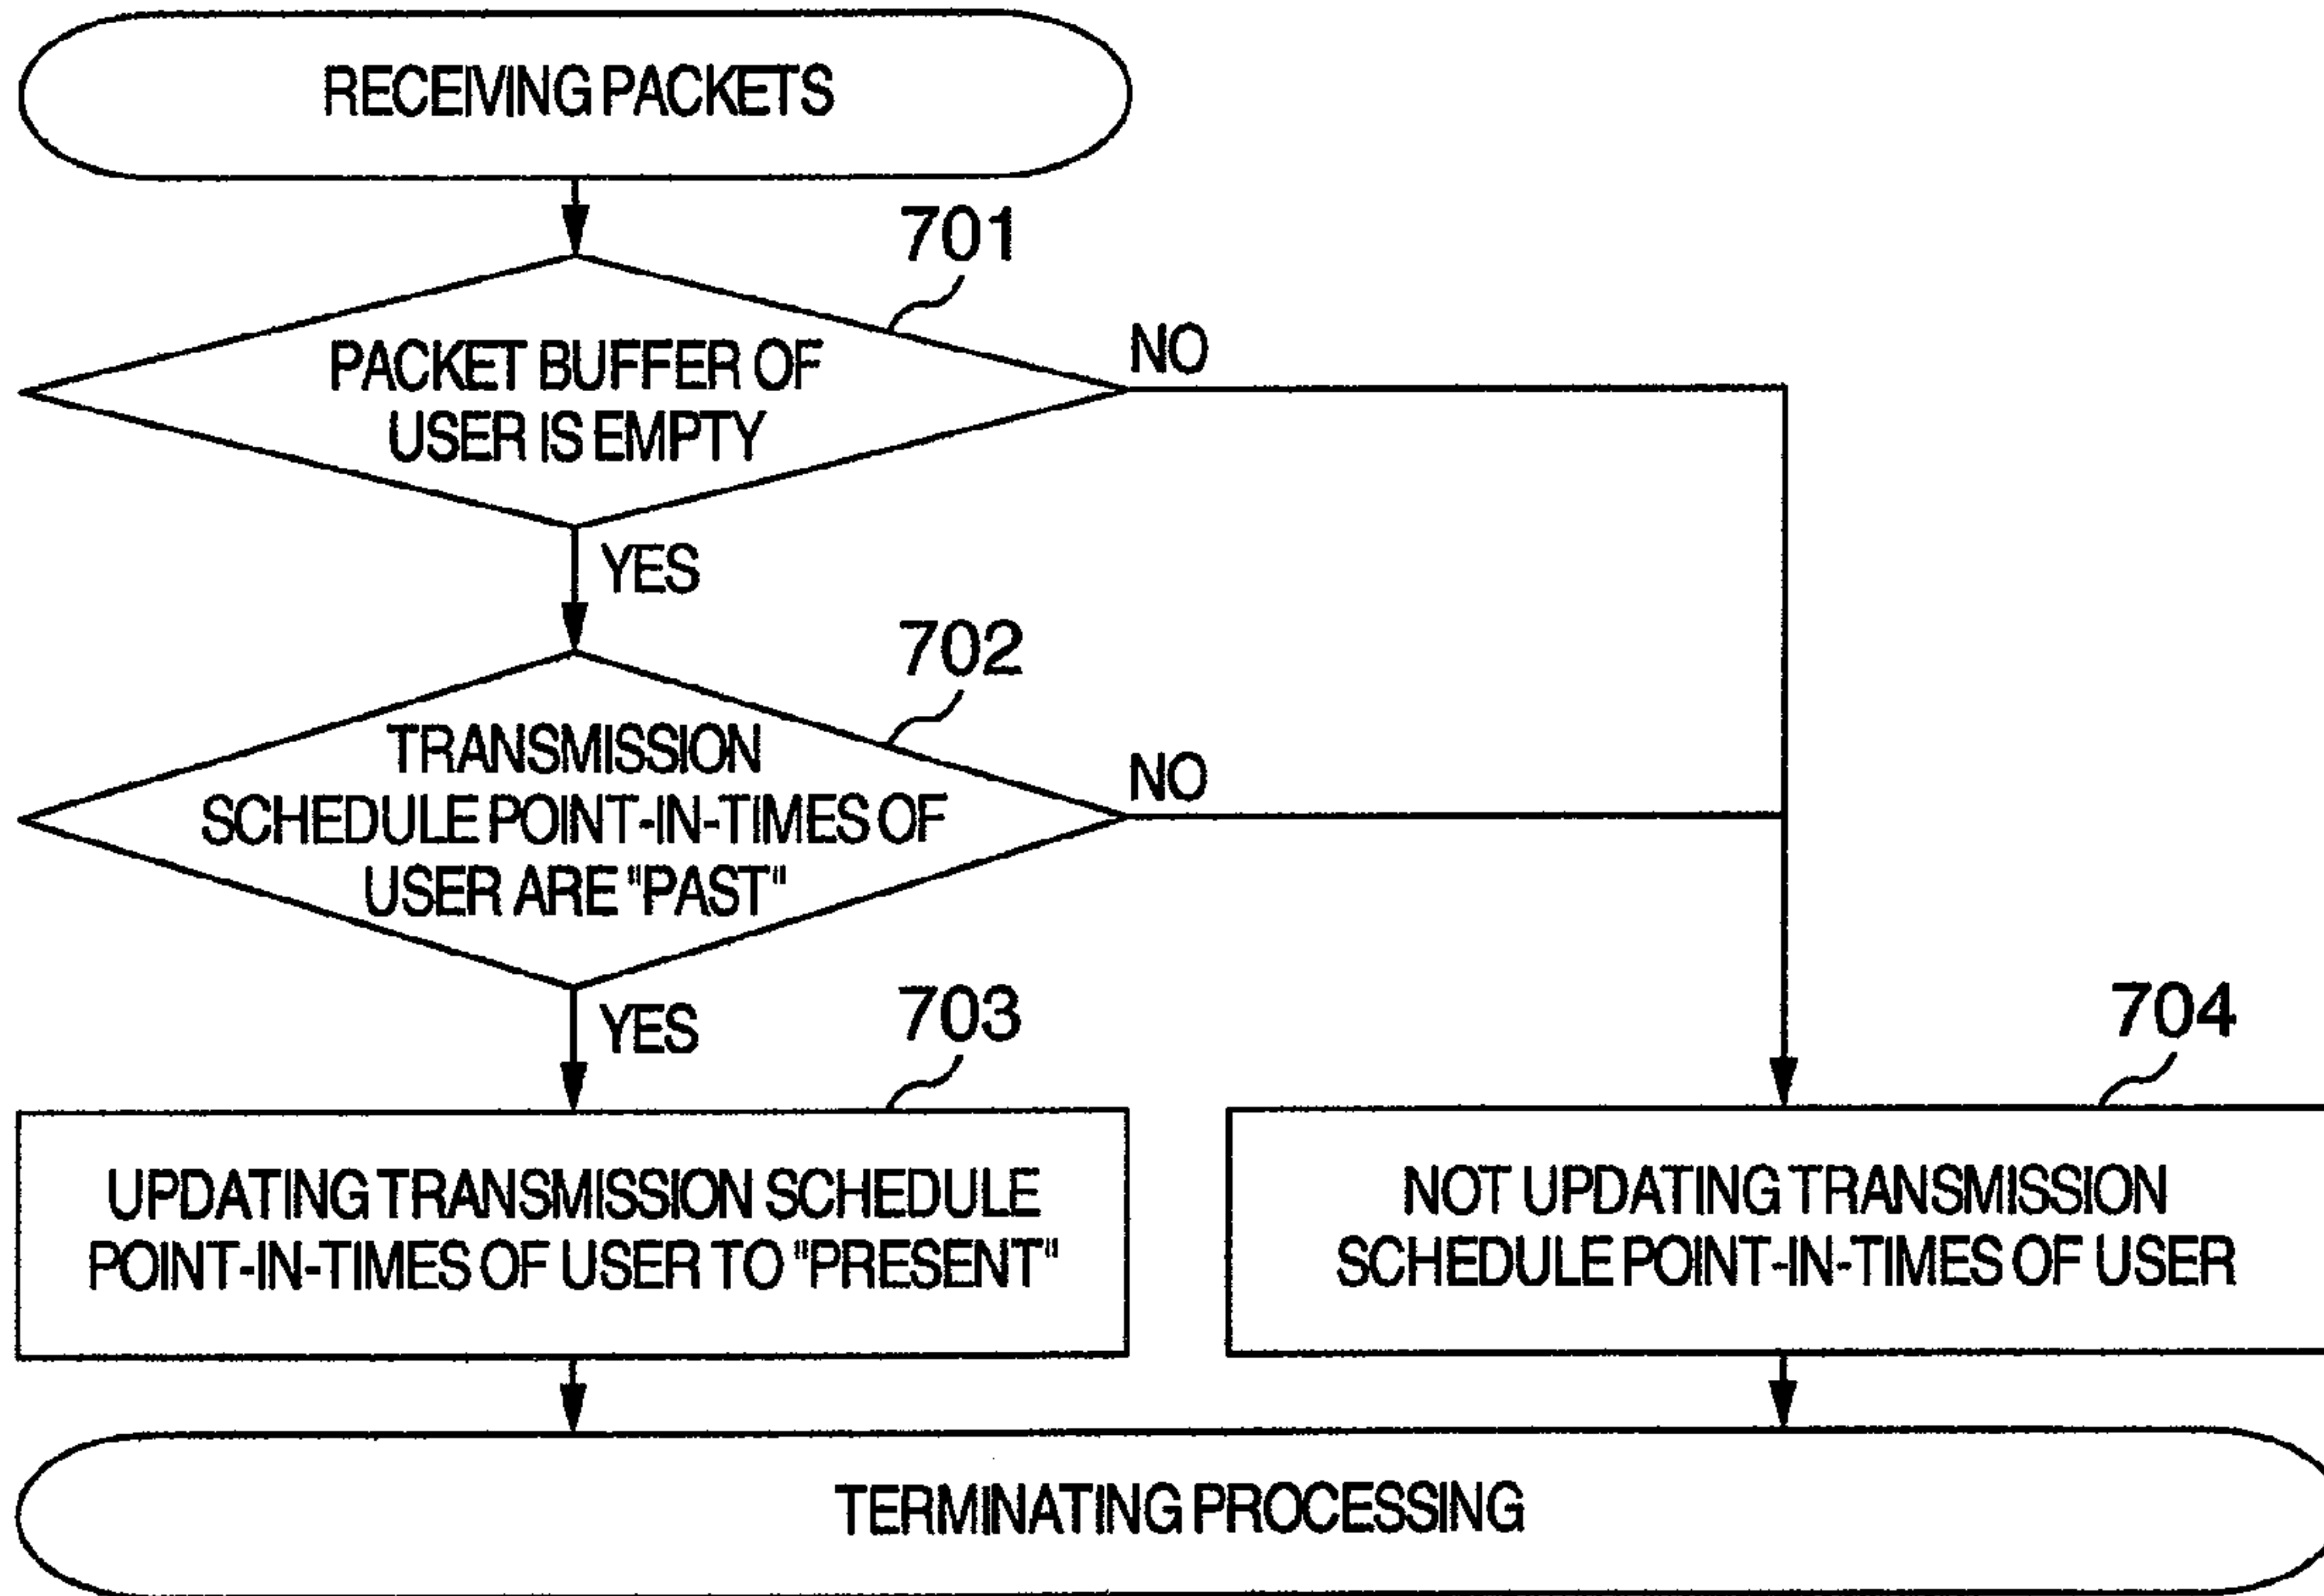 RECEIVING PACKETS
701
PACKET BUFFER OF
USER IS EMPTY
NO
YES
702
TRANSMISSION
SCHEDULE POINT-IN-TIMES OF
USER ARE "PAST"
NO
YES
703
704
UPDATING TRANSMISSION SCHEDULE
POINT-IN-TIMES OF USER TO "PRESENT"
NOT UPDATING TRANSMISSION
SCHEDULE POINT-IN-TIMES OF USER
TERMINATING PROCESSING